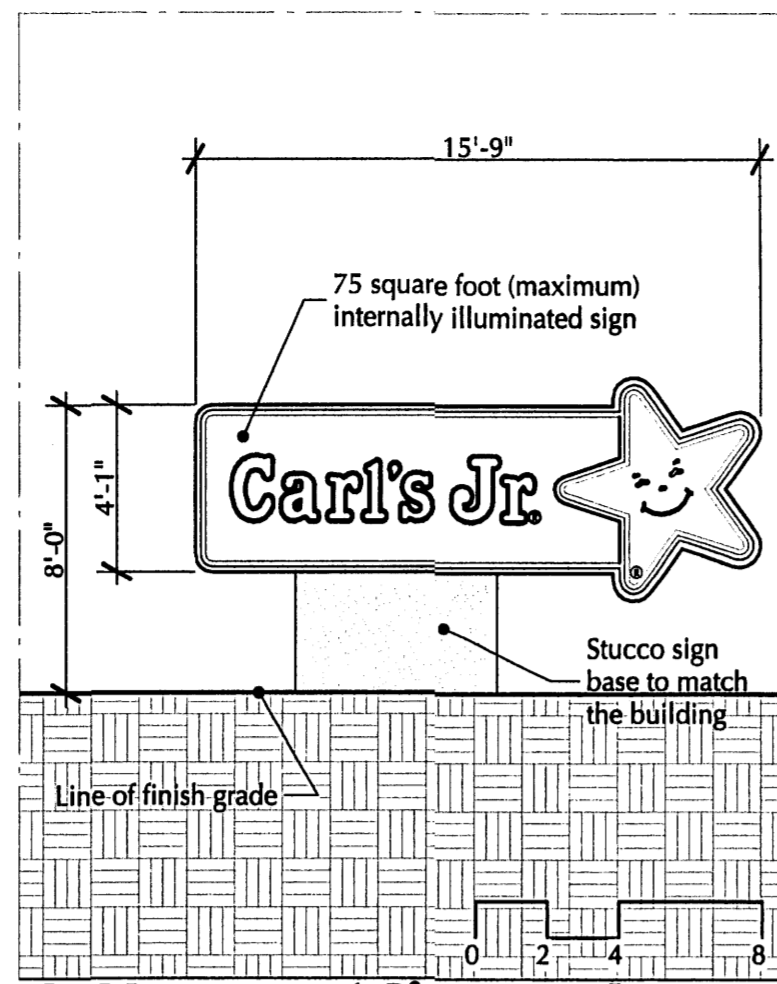 15'-9"
75 square foot (maximum)
internally illuminated sign
8'-0"
4'-1"
Carl's Jr.®
®
Stucco sign
base to match
the building
Line of finish grade
0 2 4 8